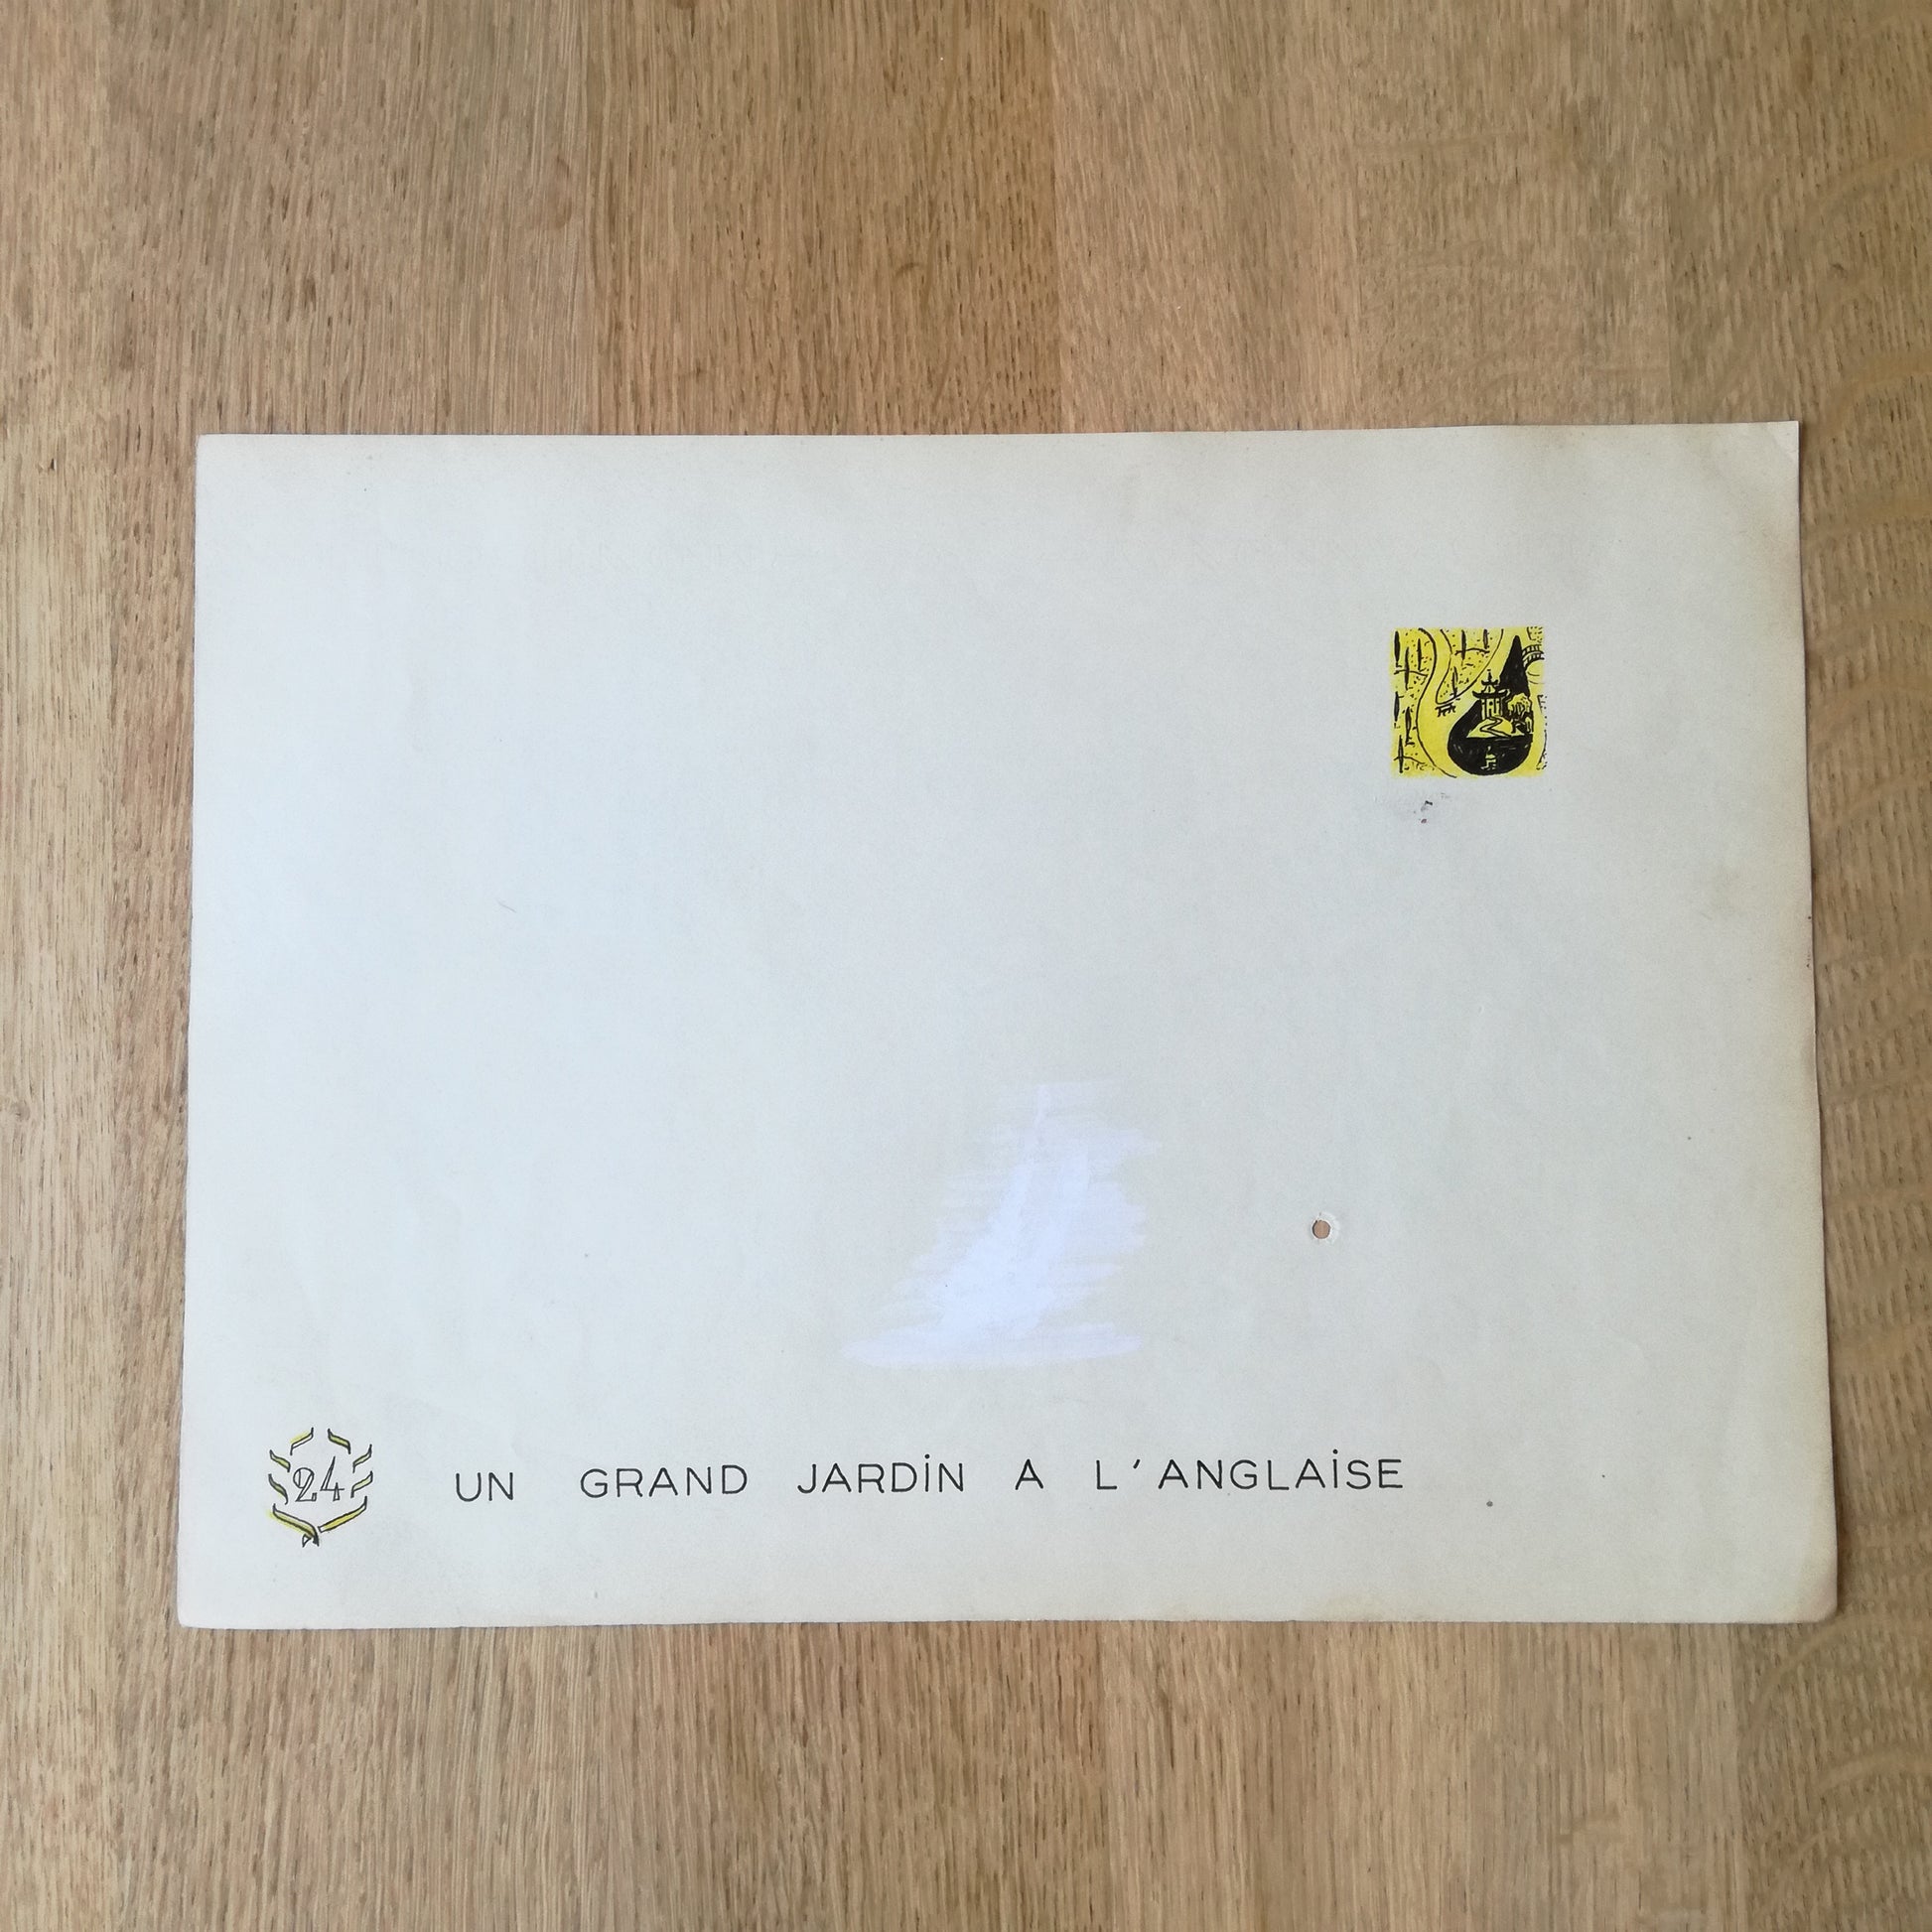 24 UN GRAND JARDiN A L'ANGLAiSE